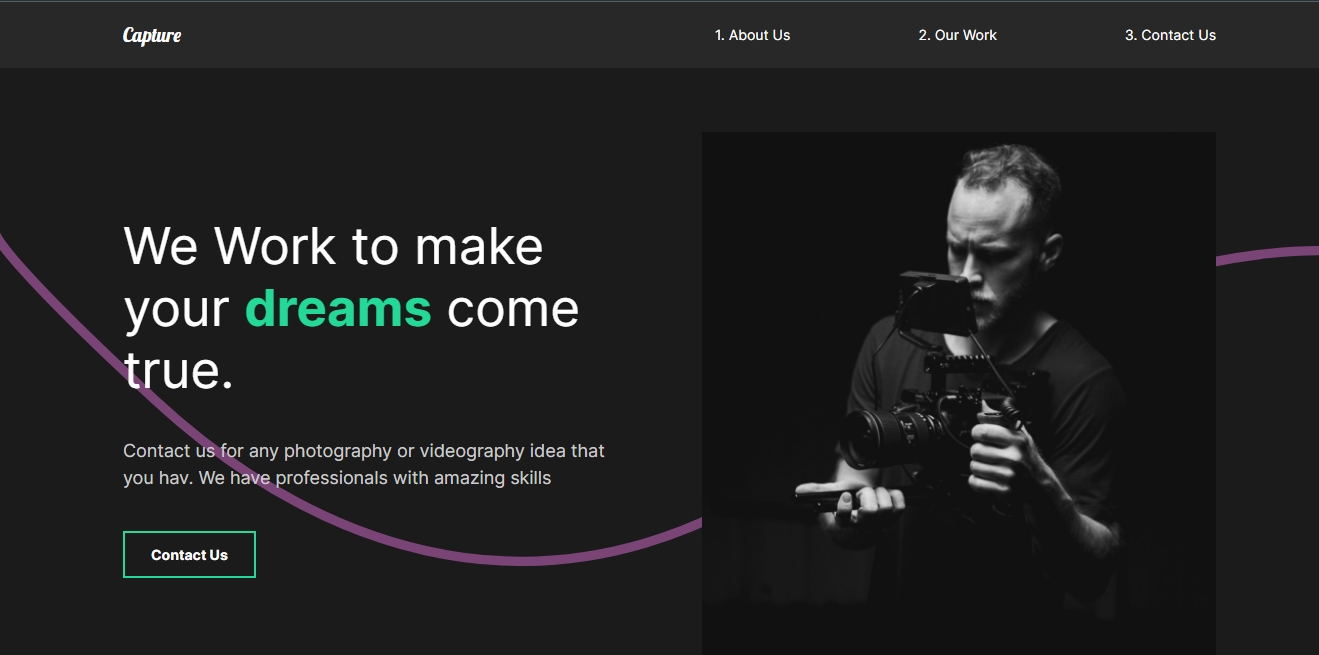 Capture
1. About Us
2. Our Work
3. Contact Us
We Work to make
your dreams come
true.
Contact us for any photography or videography idea that
you hav. We have professionals with amazing skills
Contact Us